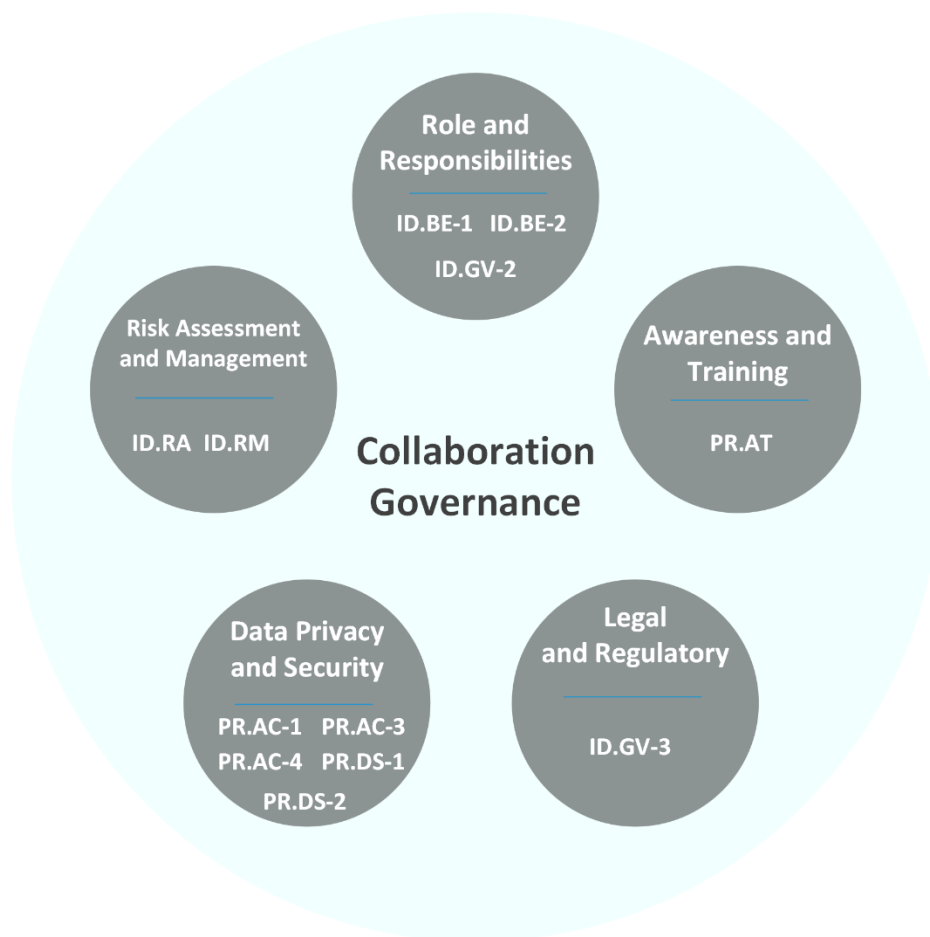 Role and
Responsibilities
ID.BE-1 ID.BE-2
ID.GV-2
Risk Assessment
and Management
ID.RA ID.RM
Awareness and
Training
PR.AT
Collaboration
Governance
Data Privacy
and Security
PR.AC-1 PR.AC-3
PR.AC-4 PR.DS-1
PR.DS-2
Legal
and Regulatory
ID.GV-3